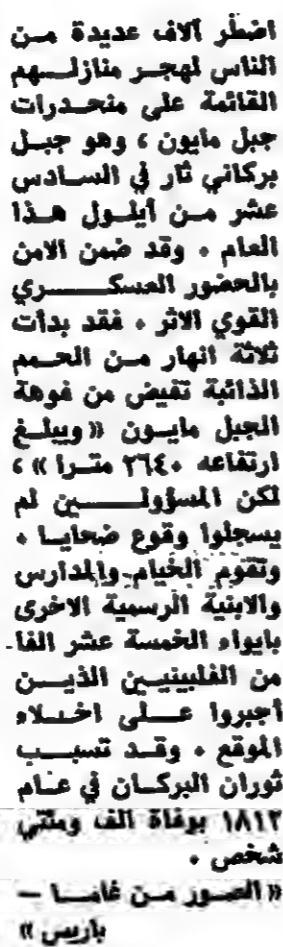 اضطر آلاف عديدة من
الناس لهجر منازلهم
القائمة على منحدرات
جبل مايون ، وهو جبل
بركاني ثار في السادس
عشر من أيلول هذا
العام . وقد ضمن الامن
بالحضور العسكري
القوي الاثر . فقد بدأت
ثلاثة انهار من الحمم
الذائبة تفيض من فوهة
الجبل مايون « ويبلغ
ارتفاعه ٢٦٤٠ مترا » ،
لكن المسؤولين لم
يسجلوا وقوع ضحايا .
وتقوم الخيام والمدارس
والابنية الرسمية الاخرى
بايواء الخمسة عشر الفا
من الفلبينيين الذين
اجبروا على اخلاء
الموقع . وقد تسبب
ثوران البركان في عام
١٨١٢ بوفاة الف ومئتي
شخص .
« الصور من غاما —
باريس »